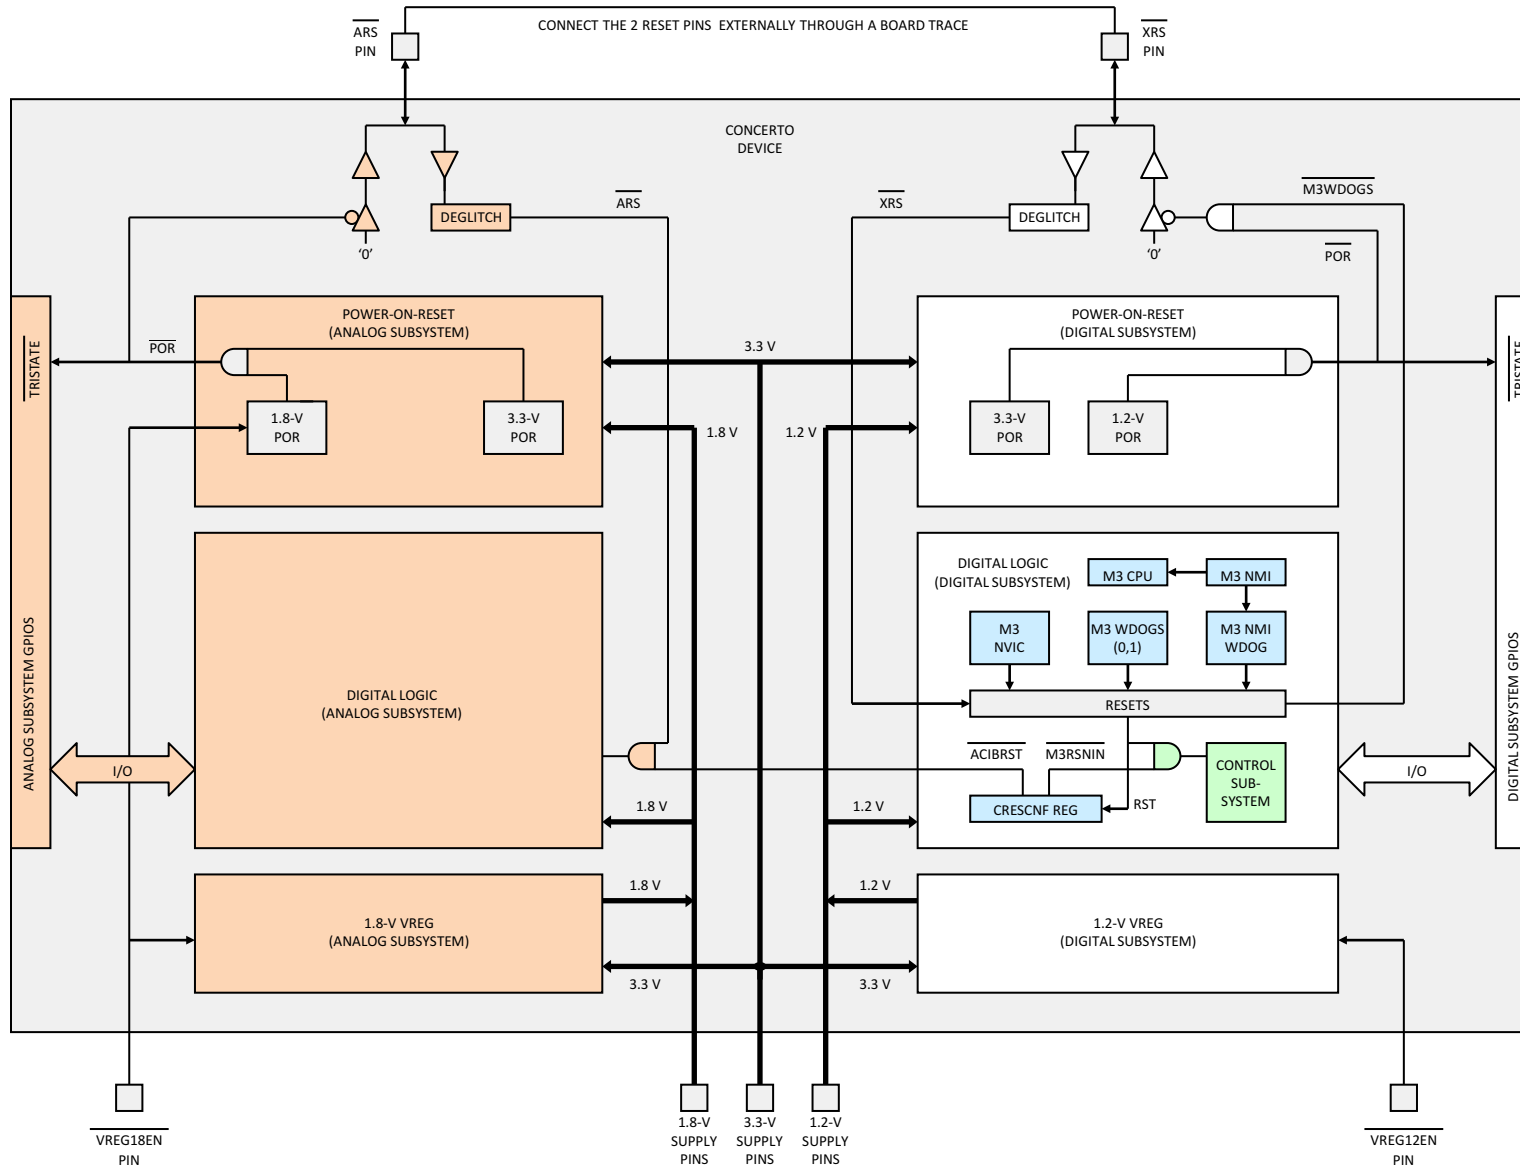 CONNECT THE 2 RESET PINS EXTERNALLY THROUGH A BOARD TRACE
ARS
PIN
XRS
PIN
CONCERTO
DEVICE
M3WDOGS
ARS
XRS
DEGLITCH
DEGLITCH
'0'
'0'
POR
POWER-ON-RESET
(ANALOG SUBSYSTEM)
POWER-ON-RESET
(DIGITAL SUBSYSTEM)
TRISTATE
POR
3.3 V
TRISTATE
1.8-V
POR
3.3-V
POR
1.8 V
1.2 V
3.3-V
POR
1.2-V
POR
DIGITAL LOGIC
(DIGITAL SUBSYSTEM)
M3 CPU
M3 NMI
M3
NVIC
M3 WDOGS
(0,1)
M3 NMI
WDOG
ANALOG SUBSYSTEM GPIOS
DIGITAL LOGIC
(ANALOG SUBSYSTEM)
RESETS
DIGITAL SUBSYSTEM GPIOS
ACIBRST
M3RSNIN
I/O
CONTROL
SUB-
SYSTEM
I/O
1.8 V
1.2 V
CRESCNF REG
RST
1.8 V
1.2 V
1.8-V VREG
(ANALOG SUBSYSTEM)
1.2-V VREG
(DIGITAL SUBSYSTEM)
3.3 V
3.3 V
VREG18EN
PIN
1.8-V
SUPPLY
PINS
3.3-V
SUPPLY
PINS
1.2-V
SUPPLY
PINS
VREG12EN
PIN